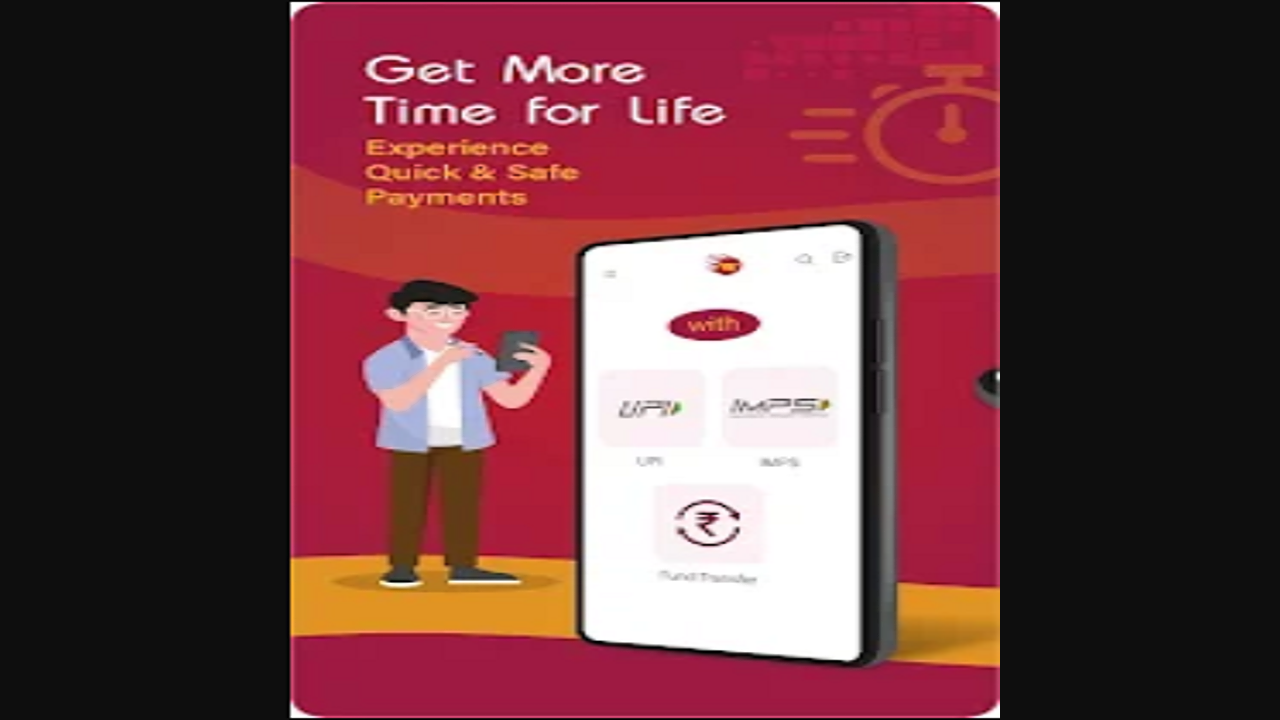 Get More
Time for Life
Experience
Quick & Safe
Payments
with
UPI
IMPS
UPI
IMPS
₹
Fund Transfer